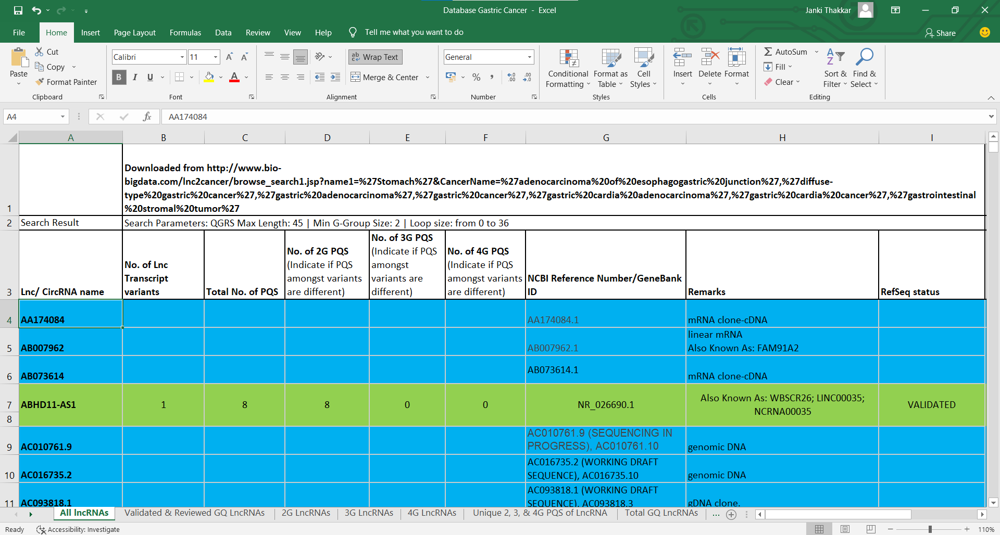 Database Gastric Cancer - Excel
Janki Thakkar
File Home Insert Page Layout Formulas Data Review View Help Tell me what you want to do
Share
Paste
Cut
Copy
Format Painter
Clipboard
Calibri 11
B I U
A
Font
ab Wrap Text
Merge & Center
Alignment
General
% ,
Number
Conditional Formatting
Format as Table
Cell Styles
Styles
Insert Delete Format
Cells
AutoSum
Fill
Clear
Sort & Filter
Find & Select
Editing
A4
fx
AA174084
A B C D E F G H I
1
Downloaded from http://www.bio-
bigdata.com/lnc2cancer/browse_search1.jsp?name1=%27Stomach%27&CancerName=%27adenocarcinoma%20of%20esophagogastric%20junction%27,%27diffuse-
type%20gastric%20cancer%27,%27gastric%20adenocarcinoma%27,%27gastric%20cancer%27,%27gastric%20cardia%20adenocarcinoma%27,%27gastric%20cardia%20cancer%27,%27gastrointestinal
%20stromal%20tumor%27
2 Search Result Search Parameters: QGRS Max Length: 45 | Min G-Group Size: 2 | Loop size: from 0 to 36
3 Lnc/ CircRNA name
No. of Lnc
Transcript
variants
Total No. of PQS
No. of 2G PQS
(Indicate if PQS
amongst variants
are different)
No. of 3G PQS
(Indicate if PQS
amongst
variants are
different)
No. of 4G PQS
(Indicate if PQS
amongst variants
are different)
NCBI Reference Number/GeneBank
ID
Remarks
RefSeq status
4 AA174084 AA174084.1 mRNA clone-cDNA
5 AB007962 AB007962.1
linear mRNA
Also Known As: FAM91A2
6 AB073614 AB073614.1 mRNA clone-cDNA
7 ABHD11-AS1 1 8 8 0 0 NR_026690.1
Also Known As: WBSCR26; LINC00035;
NCRNA00035
VALIDATED
8
9 AC010761.9
AC010761.9 (SEQUENCING IN
PROGRESS), AC010761.10
genomic DNA
10 AC016735.2
AC016735.2 (WORKING DRAFT
SEQUENCE), AC016735.10
genomic DNA
11 AC093818.1
AC093818.1 (WORKING DRAFT
SEQUENCE), AC093818.3
gDNA clone.
All lncRNAs Validated & Reviewed GQ LncRNAs 2G LncRNAs 3G LncRNAs 4G LncRNAs Unique 2, 3, & 4G PQS of LncRNA Total GQ LncRNAs ...
Ready Accessibility: Investigate 110%